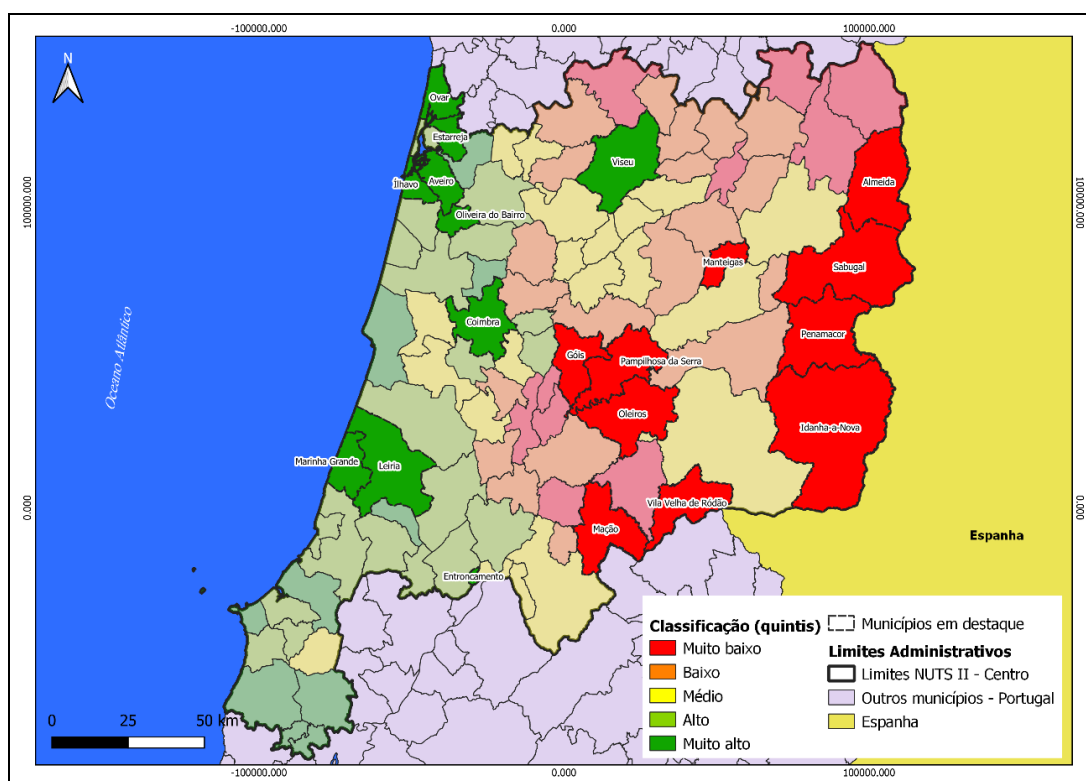 -100000.000
0.000
100000.000
N
Ovar
Estarreja
Viseu
Almeida
Ílhavo
Aveiro
100000.000
100000.000
Oliveira do Bairro
Manteigas
Sabugal
Coimbra
Penamacor
Góis
Pampilhosa da Serra
Oceano Atlântico
Oleiros
Idanha-a-Nova
Marinha Grande
Leiria
Vila Velha de Ródão
0.000
0.000
Mação
Espanha
Entroncamento
Classificação (quintis)
Muito baixo
Baixo
Médio
Alto
Muito alto
Municípios em destaque
Limites Administrativos
Limites NUTS II - Centro
Outros municípios - Portugal
Espanha
0 25 50 km
-100000.000
0.000
100000.000